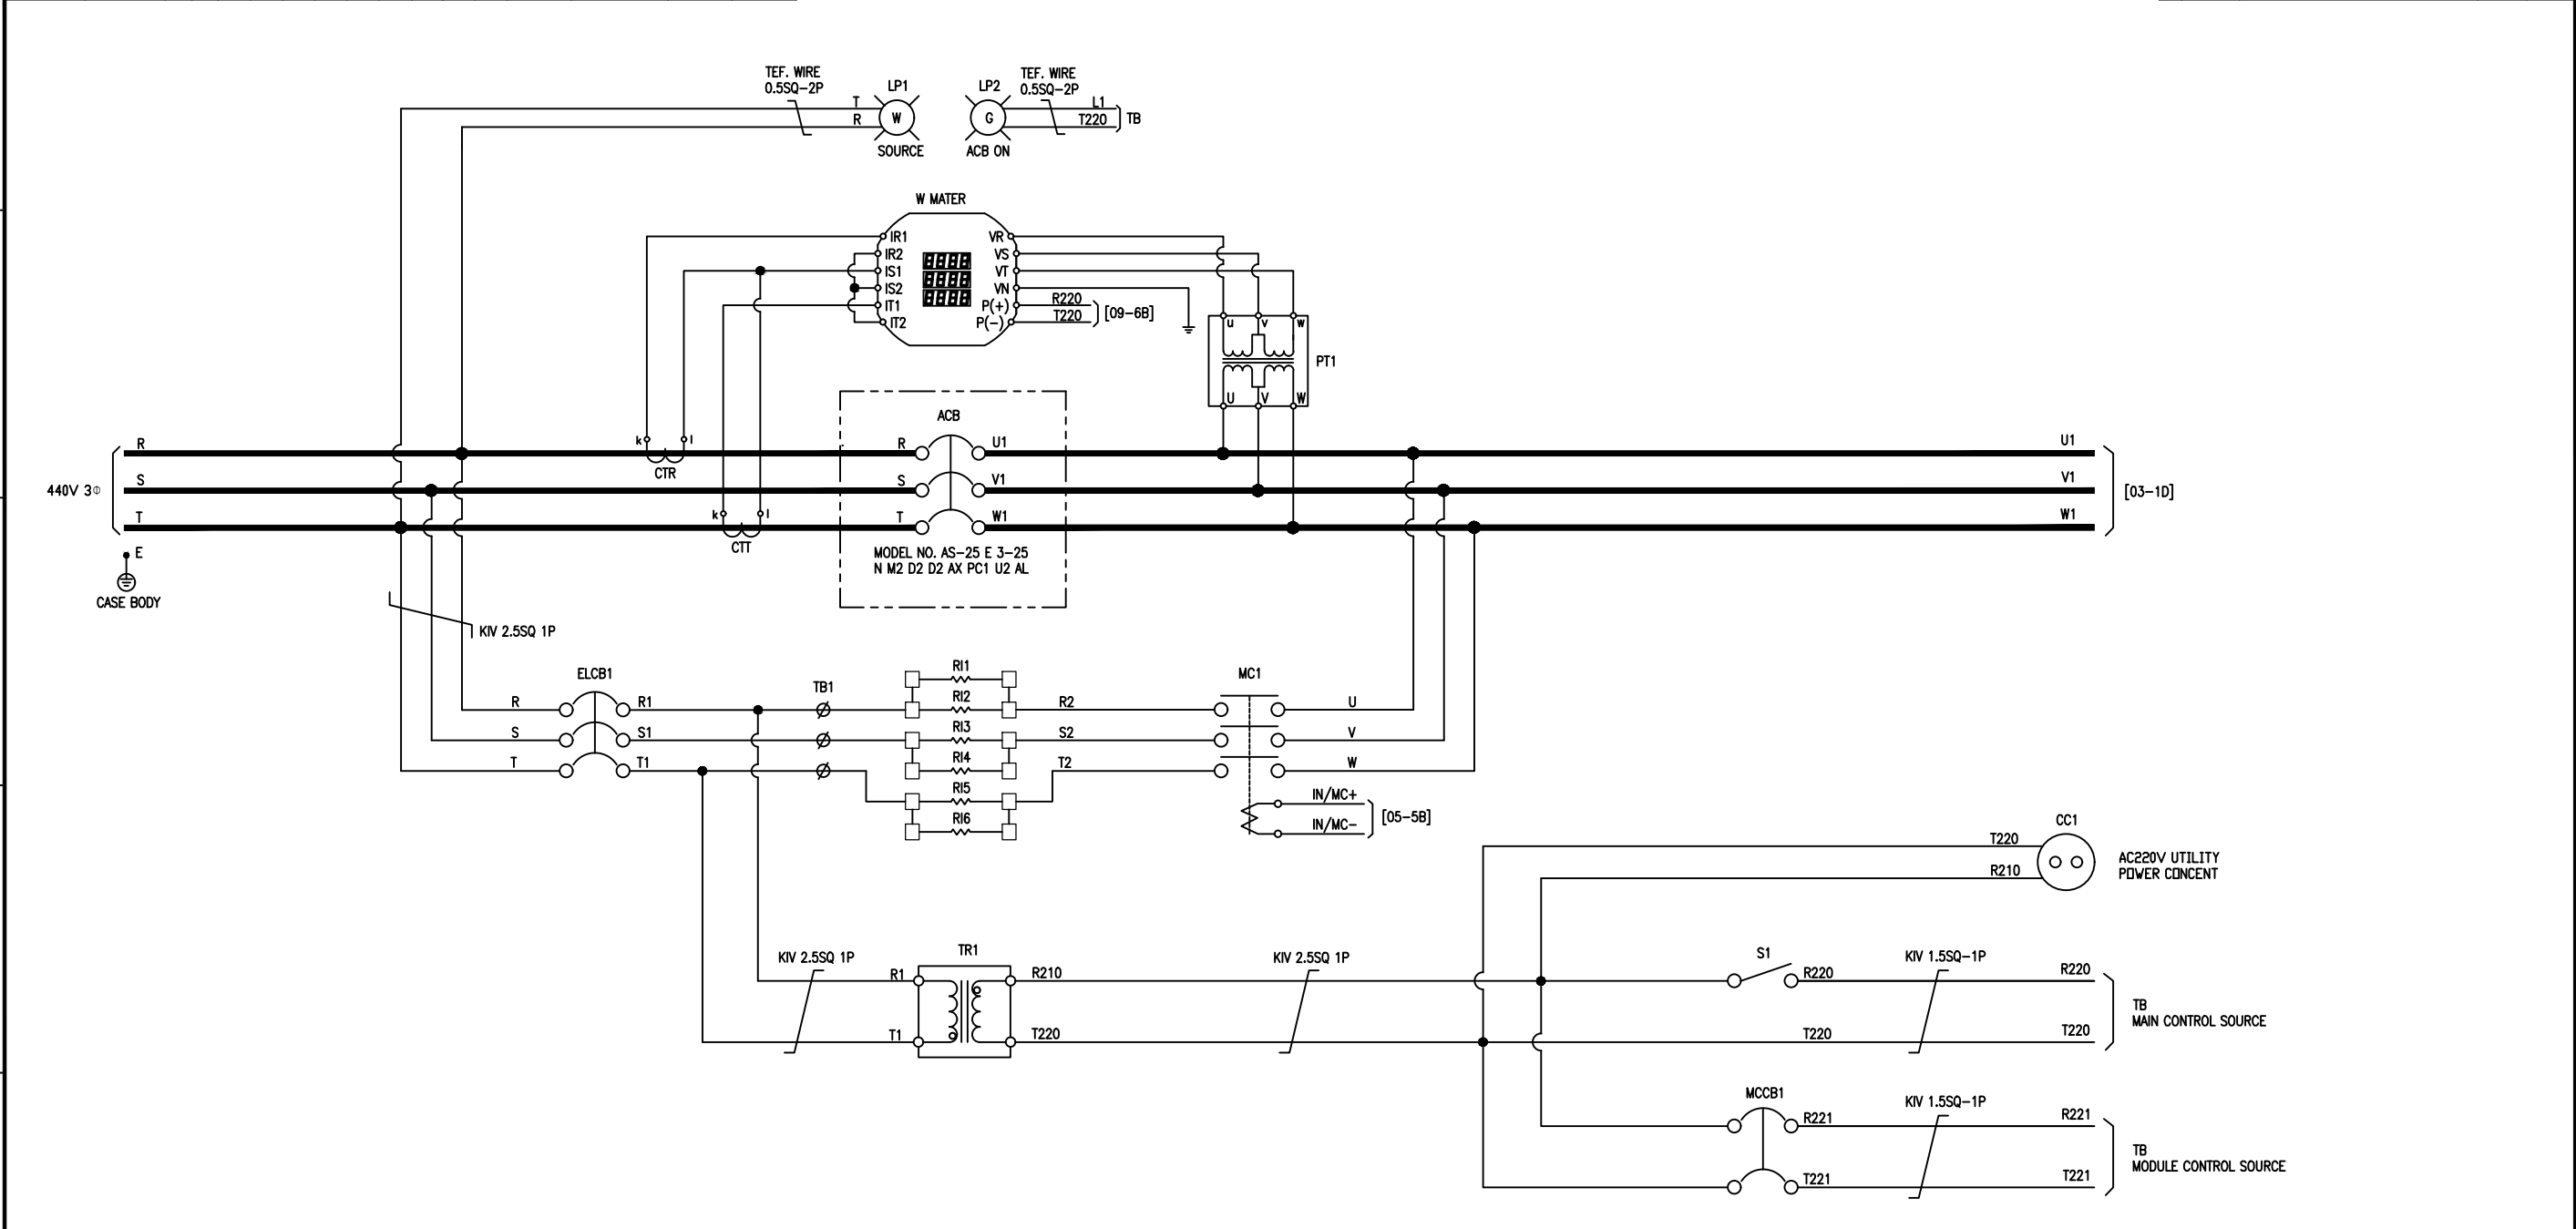 TEF. WIRE
0.5SQ-2P
LP1
LP2
TEF. WIRE
0.5SQ-2P
T
R
W
G
L1
T220
TB
SOURCE
ACB ON
W MATER
IR1
IR2
IS1
IS2
IT1
IT2
VR
VS
VT
VN
P(+)
P(-)
R220
T220
[09-6B]
u
v
w
PT1
U
V
W
440V 3Φ
R
S
T
E
CASE BODY
k
l
CTR
k
l
CTT
ACB
R
S
T
U1
V1
W1
MODEL NO. AS-25 E 3-25
N M2 D2 D2 AX PC1 U2 AL
U1
V1
W1
[03-1D]
KIV 2.5SQ 1P
ELCB1
R
S
T
R1
S1
T1
TB1
RI1
RI2
RI3
RI4
RI5
RI6
R2
S2
T2
MC1
U
V
W
IN/MC+
IN/MC-
[05-5B]
CC1
T220
R210
AC220V UTILITY
POWER CONCENT
KIV 2.5SQ 1P
TR1
R1
T1
R210
T220
KIV 2.5SQ 1P
S1
R220
T220
KIV 1.5SQ-1P
R220
T220
TB
MAIN CONTROL SOURCE
MCCB1
R221
T221
KIV 1.5SQ-1P
R221
T221
TB
MODULE CONTROL SOURCE